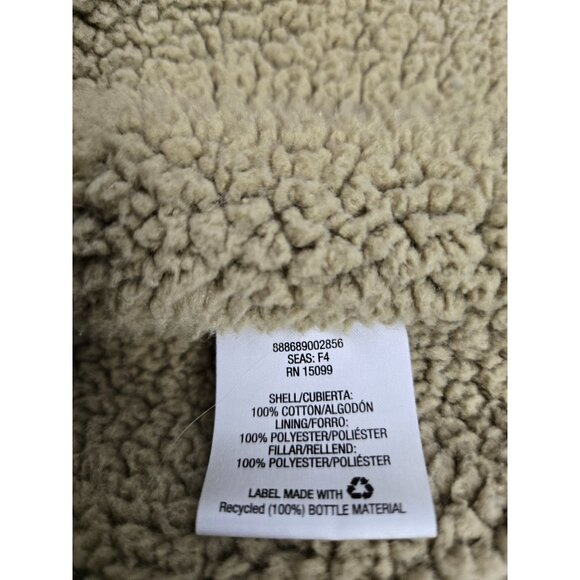 888689002856
SEAS: F4
RN 15099
SHELL/CUBIERTA:
100% COTTON/ALGODÓN
LINING/FORRO:
100% POLYESTER/POLIÉSTER
FILLAR/RELLEND:
100% POLYESTER/POLIÉSTER
LABEL MADE WITH
Recycled (100%) BOTTLE MATERIAL